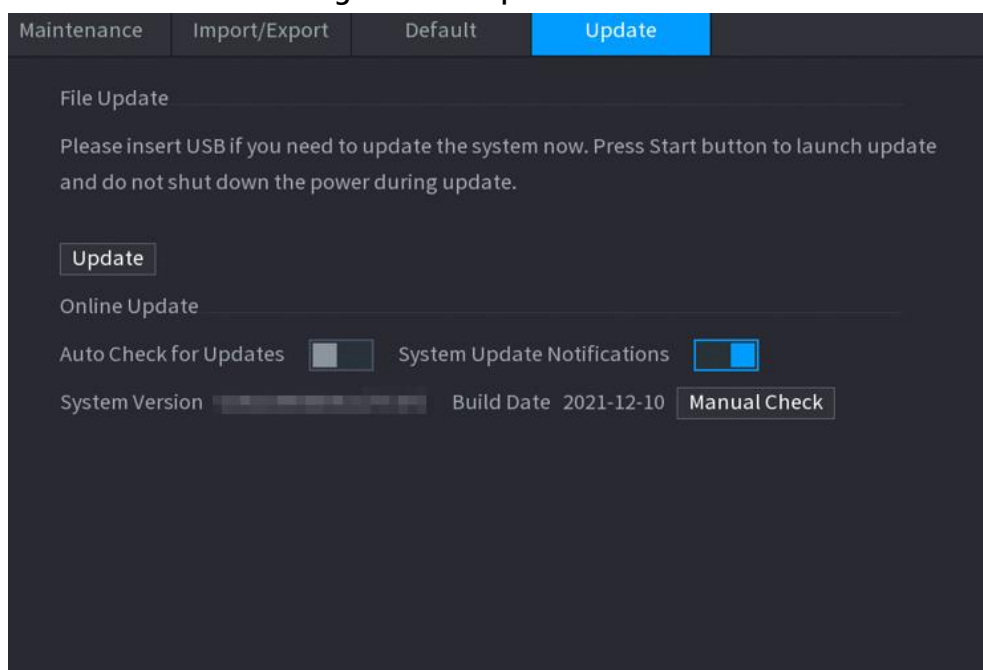 Maintenance Import/Export Default Update
File Update
Please insert USB if you need to update the system now. Press Start button to launch update
and do not shut down the power during update.
Update
Online Update
Auto Check for Updates System Update Notifications
System Version Build Date 2021-12-10 Manual Check